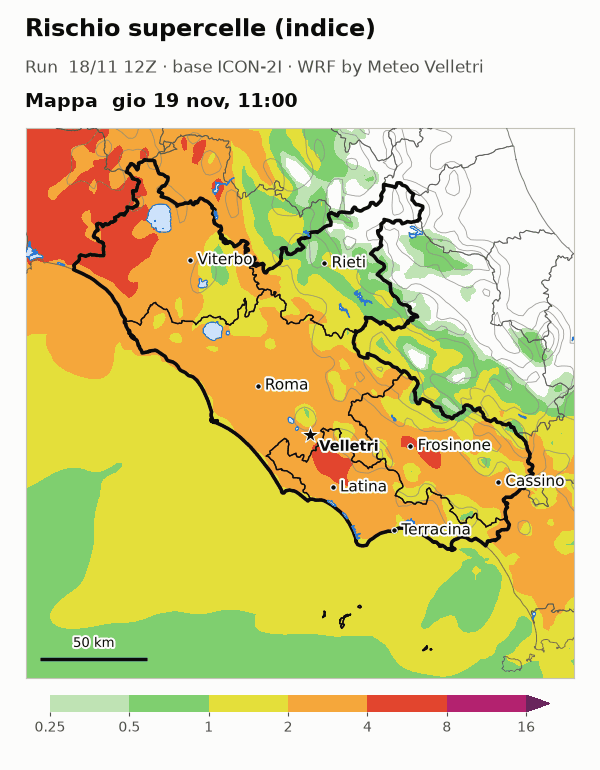 Rischio supercelle (indice)
Run  18/11 12Z · base ICON-2I · WRF by Meteo Velletri
Mappa  gio 19 nov, 11:00
Viterbo
Rieti
Roma
Velletri
Frosinone
Cassino
Latina
Terracina
50 km
0.25 0.5 1 2 4 8 16